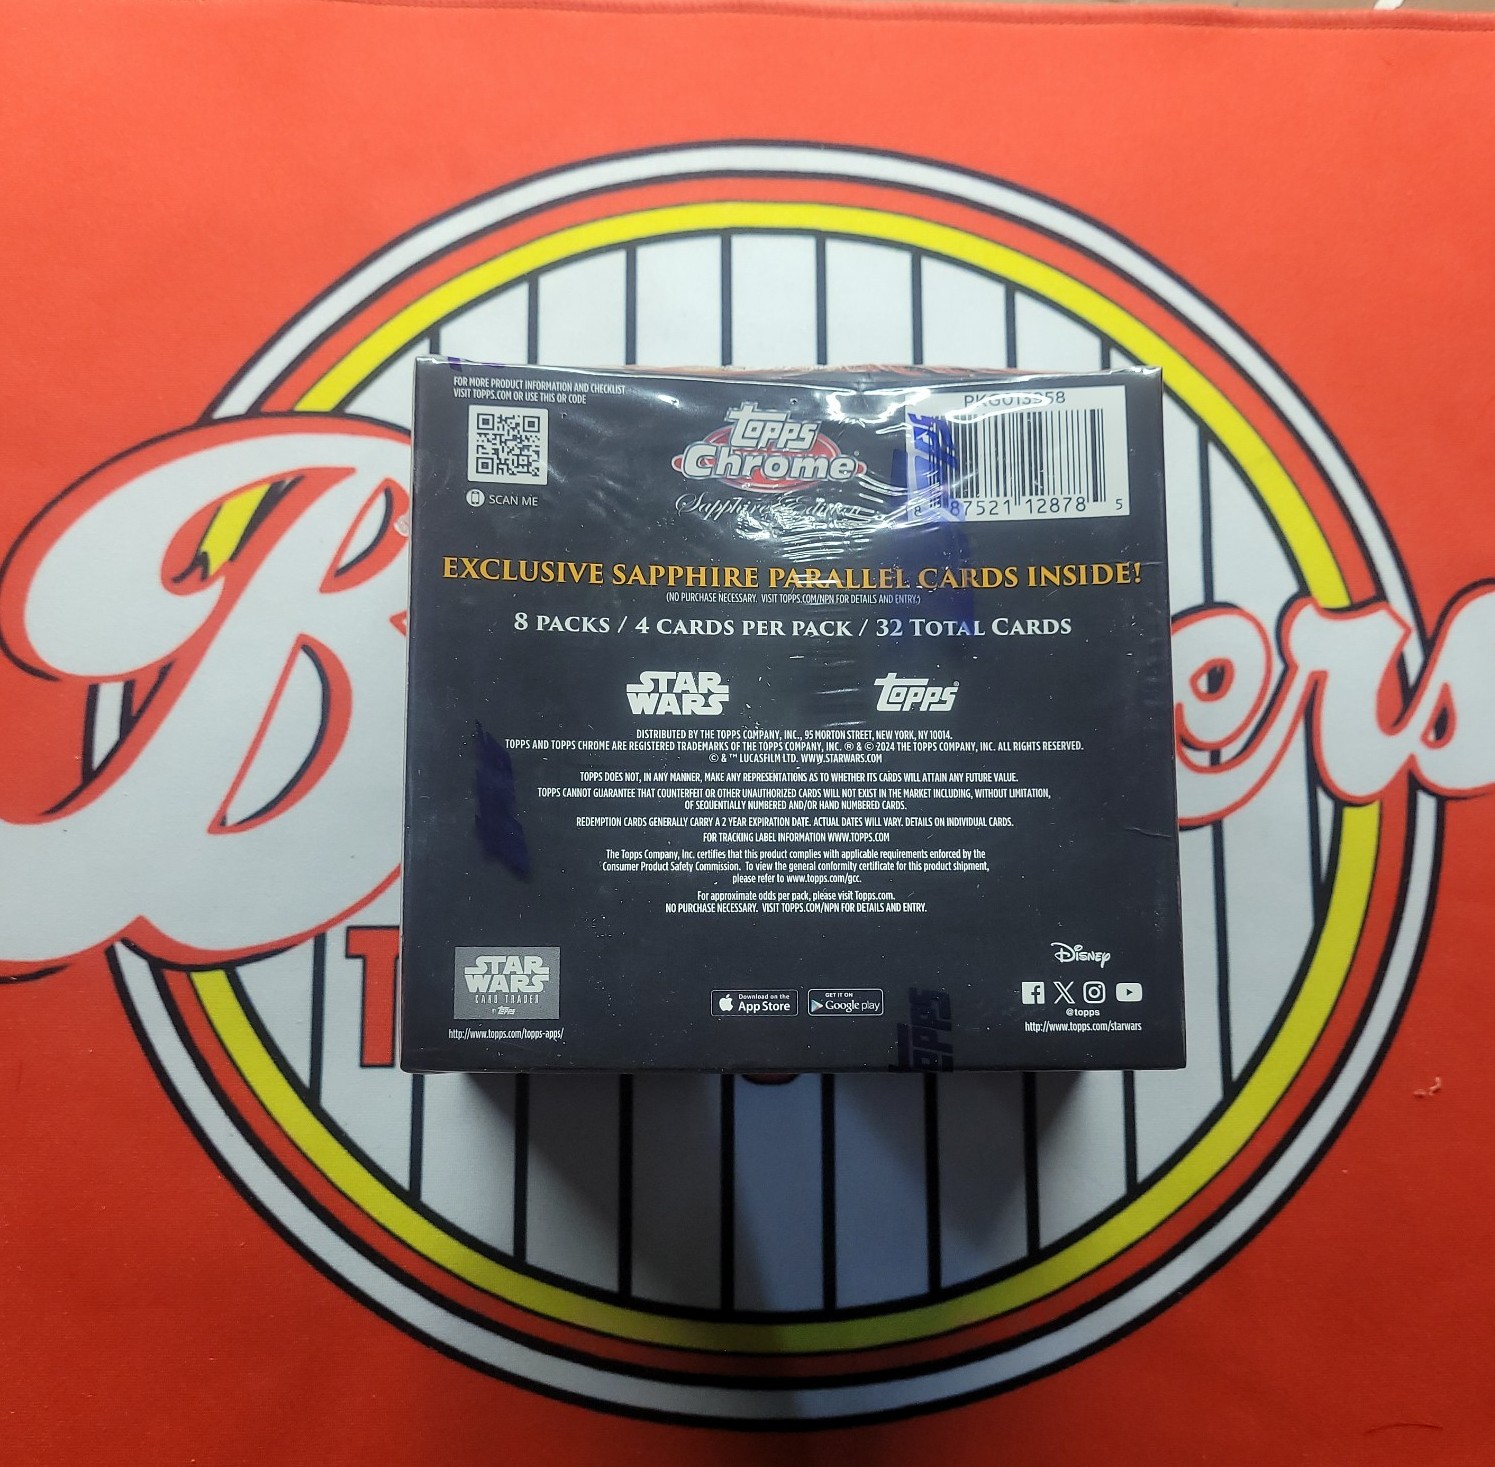 FOR MORE PRODUCT INFORMATION AND CHECKLIST
VISIT TOPPS.COM OR USE THIS QR CODE
SCAN ME
Topps
Chrome
Sapphire Edition
8 87521 12878 5
EXCLUSIVE SAPPHIRE PARALLEL CARDS INSIDE!
(NO PURCHASE NECESSARY. VISIT TOPPS.COM/NPN FOR DETAILS AND ENTRY.)
8 PACKS / 4 CARDS PER PACK / 32 TOTAL CARDS
STAR
WARS
Topps®
DISTRIBUTED BY THE TOPPS COMPANY, INC., 95 MORTON STREET, NEW YORK, NY 10014.
TOPPS AND TOPPS CHROME ARE REGISTERED TRADEMARKS OF THE TOPPS COMPANY, INC. ® & © 2024 THE TOPPS COMPANY, INC. ALL RIGHTS RESERVED.
© & ™ LUCASFILM LTD. WWW.STARWARS.COM
TOPPS DOES NOT, IN ANY MANNER, MAKE ANY REPRESENTATIONS AS TO WHETHER ITS CARDS WILL ATTAIN ANY FUTURE VALUE.
TOPPS CANNOT GUARANTEE THAT COUNTERFEIT OR OTHER UNAUTHORIZED CARDS WILL NOT EXIST IN THE MARKET INCLUDING, WITHOUT LIMITATION,
OF SEQUENTIALLY NUMBERED AND/OR HAND NUMBERED CARDS.
REDEMPTION CARDS GENERALLY CARRY A 2 YEAR EXPIRATION DATE. ACTUAL DATES WILL VARY. DETAILS ON INDIVIDUAL CARDS.
FOR TRACKING LABEL INFORMATION WWW.TOPPS.COM
The Topps Company, Inc. certifies that this product complies with applicable requirements enforced by the
Consumer Product Safety Commission. To view the general conformity certificate for this product shipment,
please refer to www.topps.com/gcc.
For approximate odds per pack, please visit Topps.com.
NO PURCHASE NECESSARY. VISIT TOPPS.COM/NPN FOR DETAILS AND ENTRY.
STAR
WARS
CARD TRADER
BY Topps
http://www.topps.com/topps-apps/
Download on the
App Store
GET IT ON
Google play
Disney
@topps
http://www.topps.com/starwars
B
ers
T
Topps